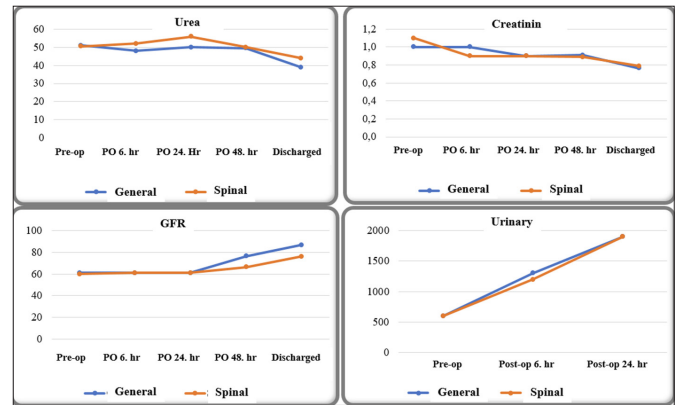 Urea
60
50
40
30
20
10
0
Pre-op PO 6. hr PO 24. Hr PO 48. hr Discharged
General Spinal
Creatinin
1,2
1,0
0,8
0,6
0,4
0,2
0,0
Pre-op PO 6. hr PO 24. hr PO 48. hr Discharged
General Spinal
GFR
100
80
60
40
20
0
Pre-op PO 6. hr PO 24. hr PO 48. hr Discharged
General Spinal
Urinary
2000
1500
1000
500
0
Pre-op Post-op 6. hr Post-op 24. hr
General Spinal